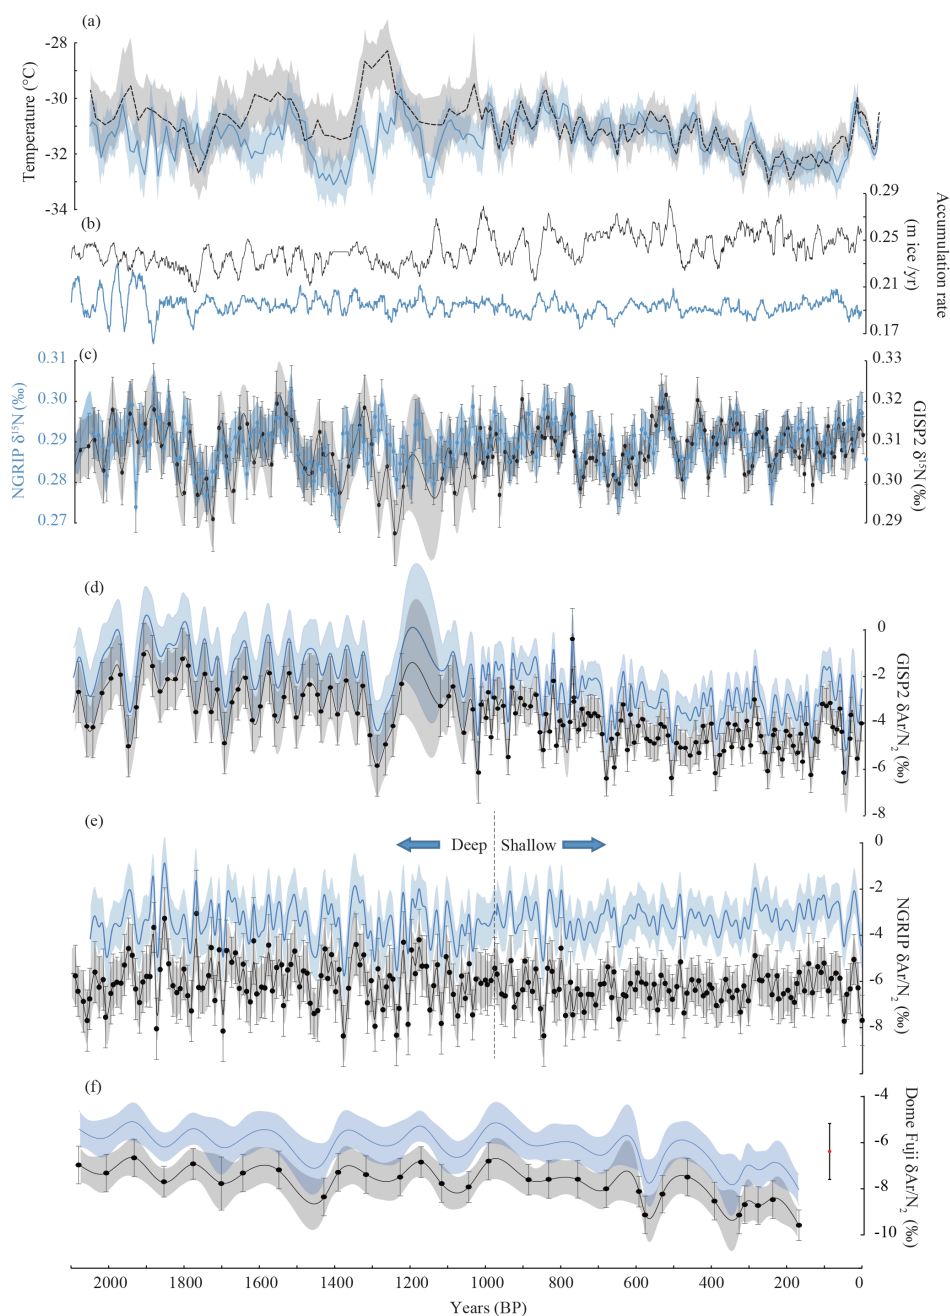 (a)
-28
-30
-32
-34
Temperature (°C)
(b)
0.29
0.25
0.21
0.17
Accumulation rate
(m ice /yr)
(c)
0.31
0.30
0.29
0.28
0.27
NGRIP δ¹⁵N (‰)
0.33
0.32
0.31
0.30
0.29
GISP2 δ¹⁵N (‰)
(d)
0
-2
-4
-6
-8
GISP2 δAr/N₂ (‰)
(e)
Deep
Shallow
0
-2
-4
-6
-8
NGRIP δAr/N₂ (‰)
(f)
-4
-6
-8
-10
Dome Fuji δAr/N₂ (‰)
2000 1800 1600 1400 1200 1000 800 600 400 200 0
Years (BP)